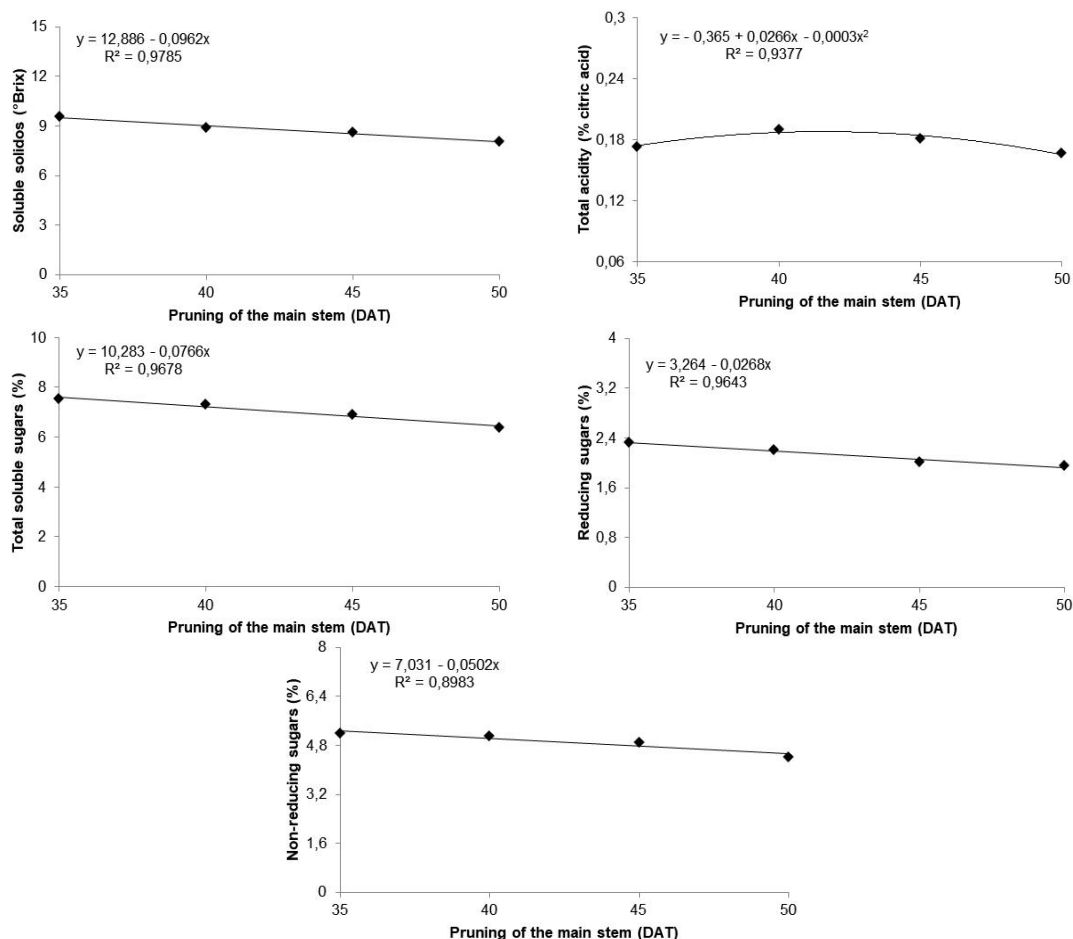 15
12
9
6
3
0
Soluble solidos (°Brix)
y = 12,886 - 0,0962x
R² = 0,9785
35 40 45 50
Pruning of the main stem (DAT)
0,3
0,24
0,18
0,12
0,06
Total acidity (% citric acid)
y = - 0,365 + 0,0266x - 0,0003x²
R² = 0,9377
35 40 45 50
Pruning of the main stem (DAT)
10
8
6
4
2
0
Total soluble sugars (%)
y = 10,283 - 0,0766x
R² = 0,9678
35 40 45 50
Pruning of the main stem (DAT)
4
3,2
2,4
1,6
0,8
0
Reducing sugars (%)
y = 3,264 - 0,0268x
R² = 0,9643
35 40 45 50
Pruning of the main stem (DAT)
8
6,4
4,8
3,2
1,6
0
Non-reducing sugars (%)
y = 7,031 - 0,0502x
R² = 0,8983
35 40 45 50
Pruning of the main stem (DAT)